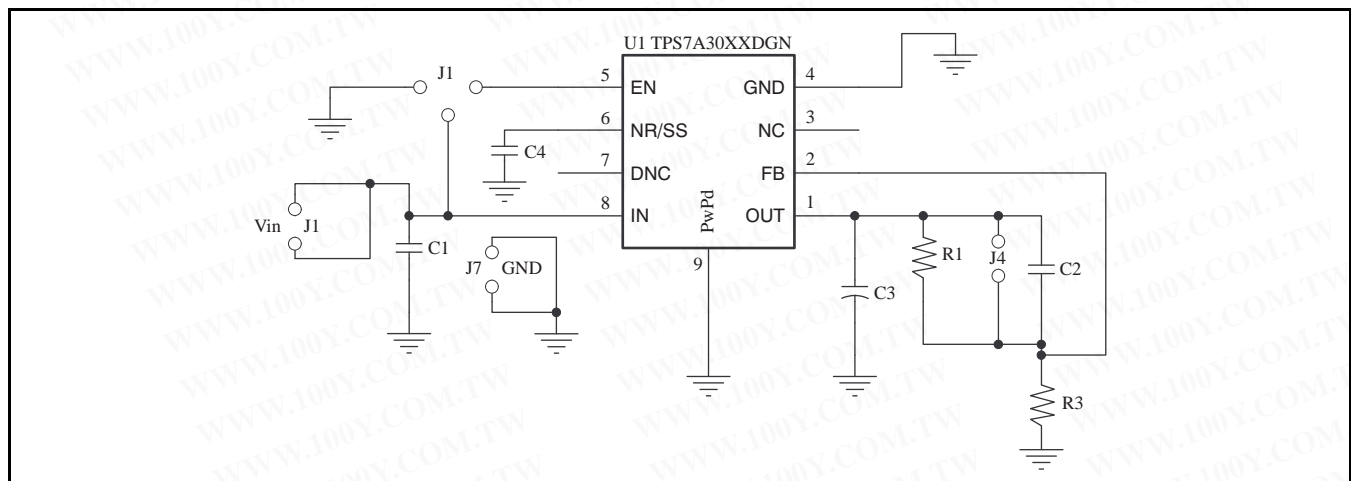 U1 TPS7A30XXDGN
J1
5
EN
GND
4
6
NR/SS
NC
3
C4
7
DNC
FB
2
8
IN
OUT
1
PwPd
9
Vin
J1
C1
J7
GND
R1
J4
C2
C3
R3
WWW.100Y.COM.TW